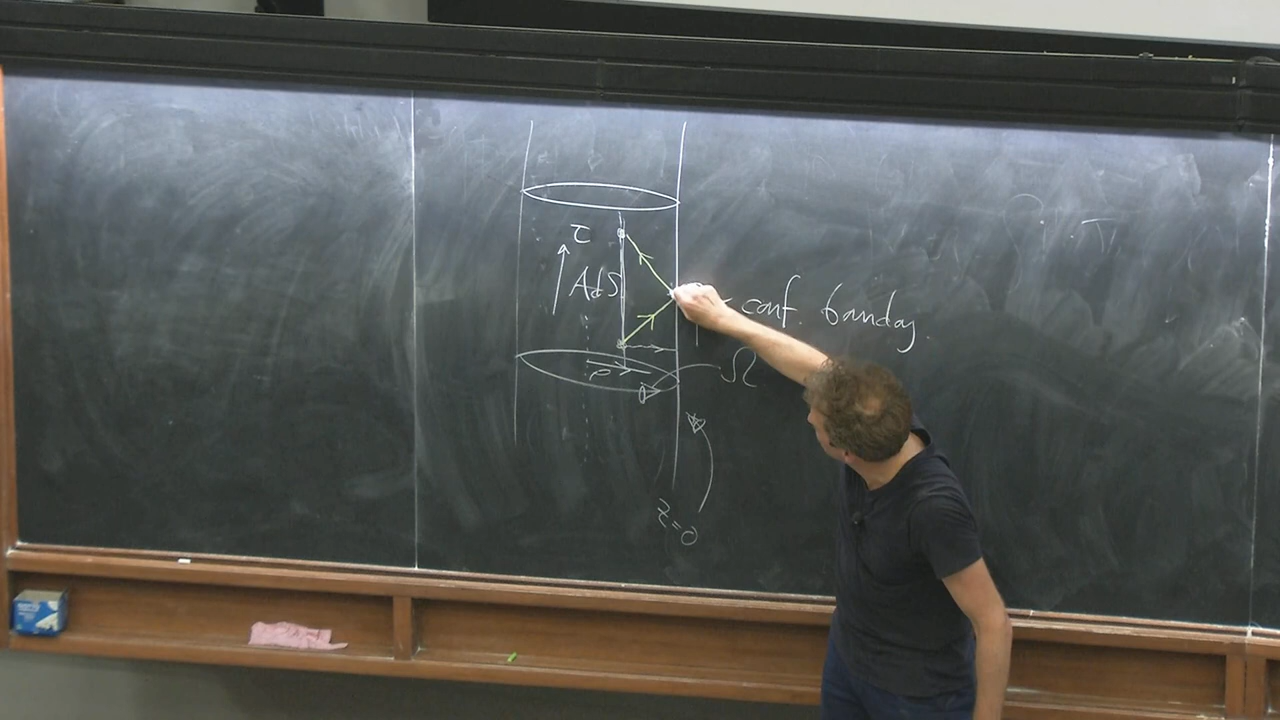 τ
AdS
conf. bounday.
ρ
Ω
z=0